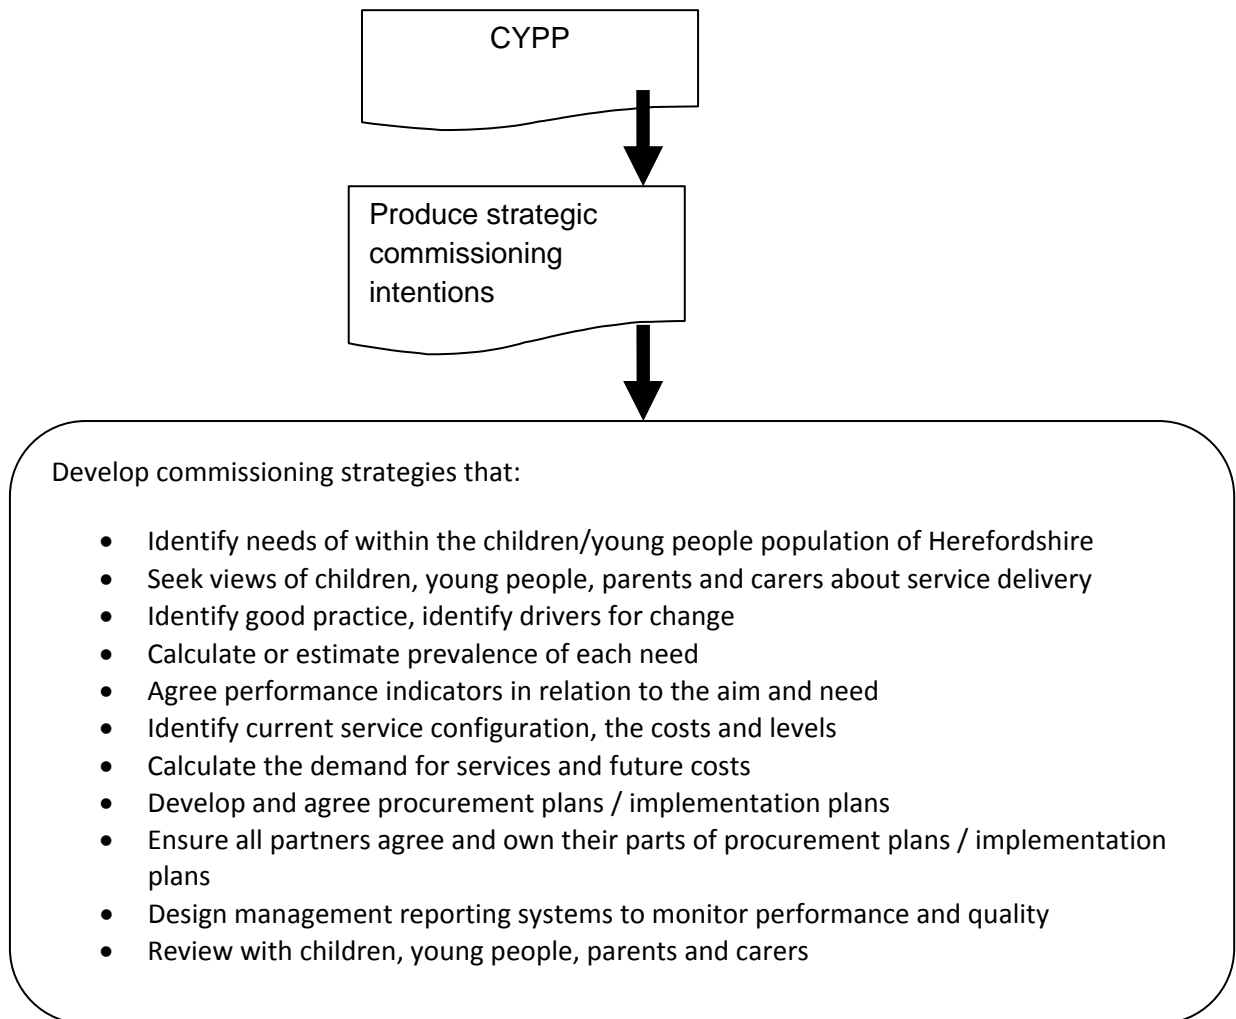 CYPP
Produce strategic
commissioning
intentions
Develop commissioning strategies that:
• Identify needs of within the children/young people population of Herefordshire
• Seek views of children, young people, parents and carers about service delivery
• Identify good practice, identify drivers for change
• Calculate or estimate prevalence of each need
• Agree performance indicators in relation to the aim and need
• Identify current service configuration, the costs and levels
• Calculate the demand for services and future costs
• Develop and agree procurement plans / implementation plans
• Ensure all partners agree and own their parts of procurement plans / implementation
plans
• Design management reporting systems to monitor performance and quality
• Review with children, young people, parents and carers